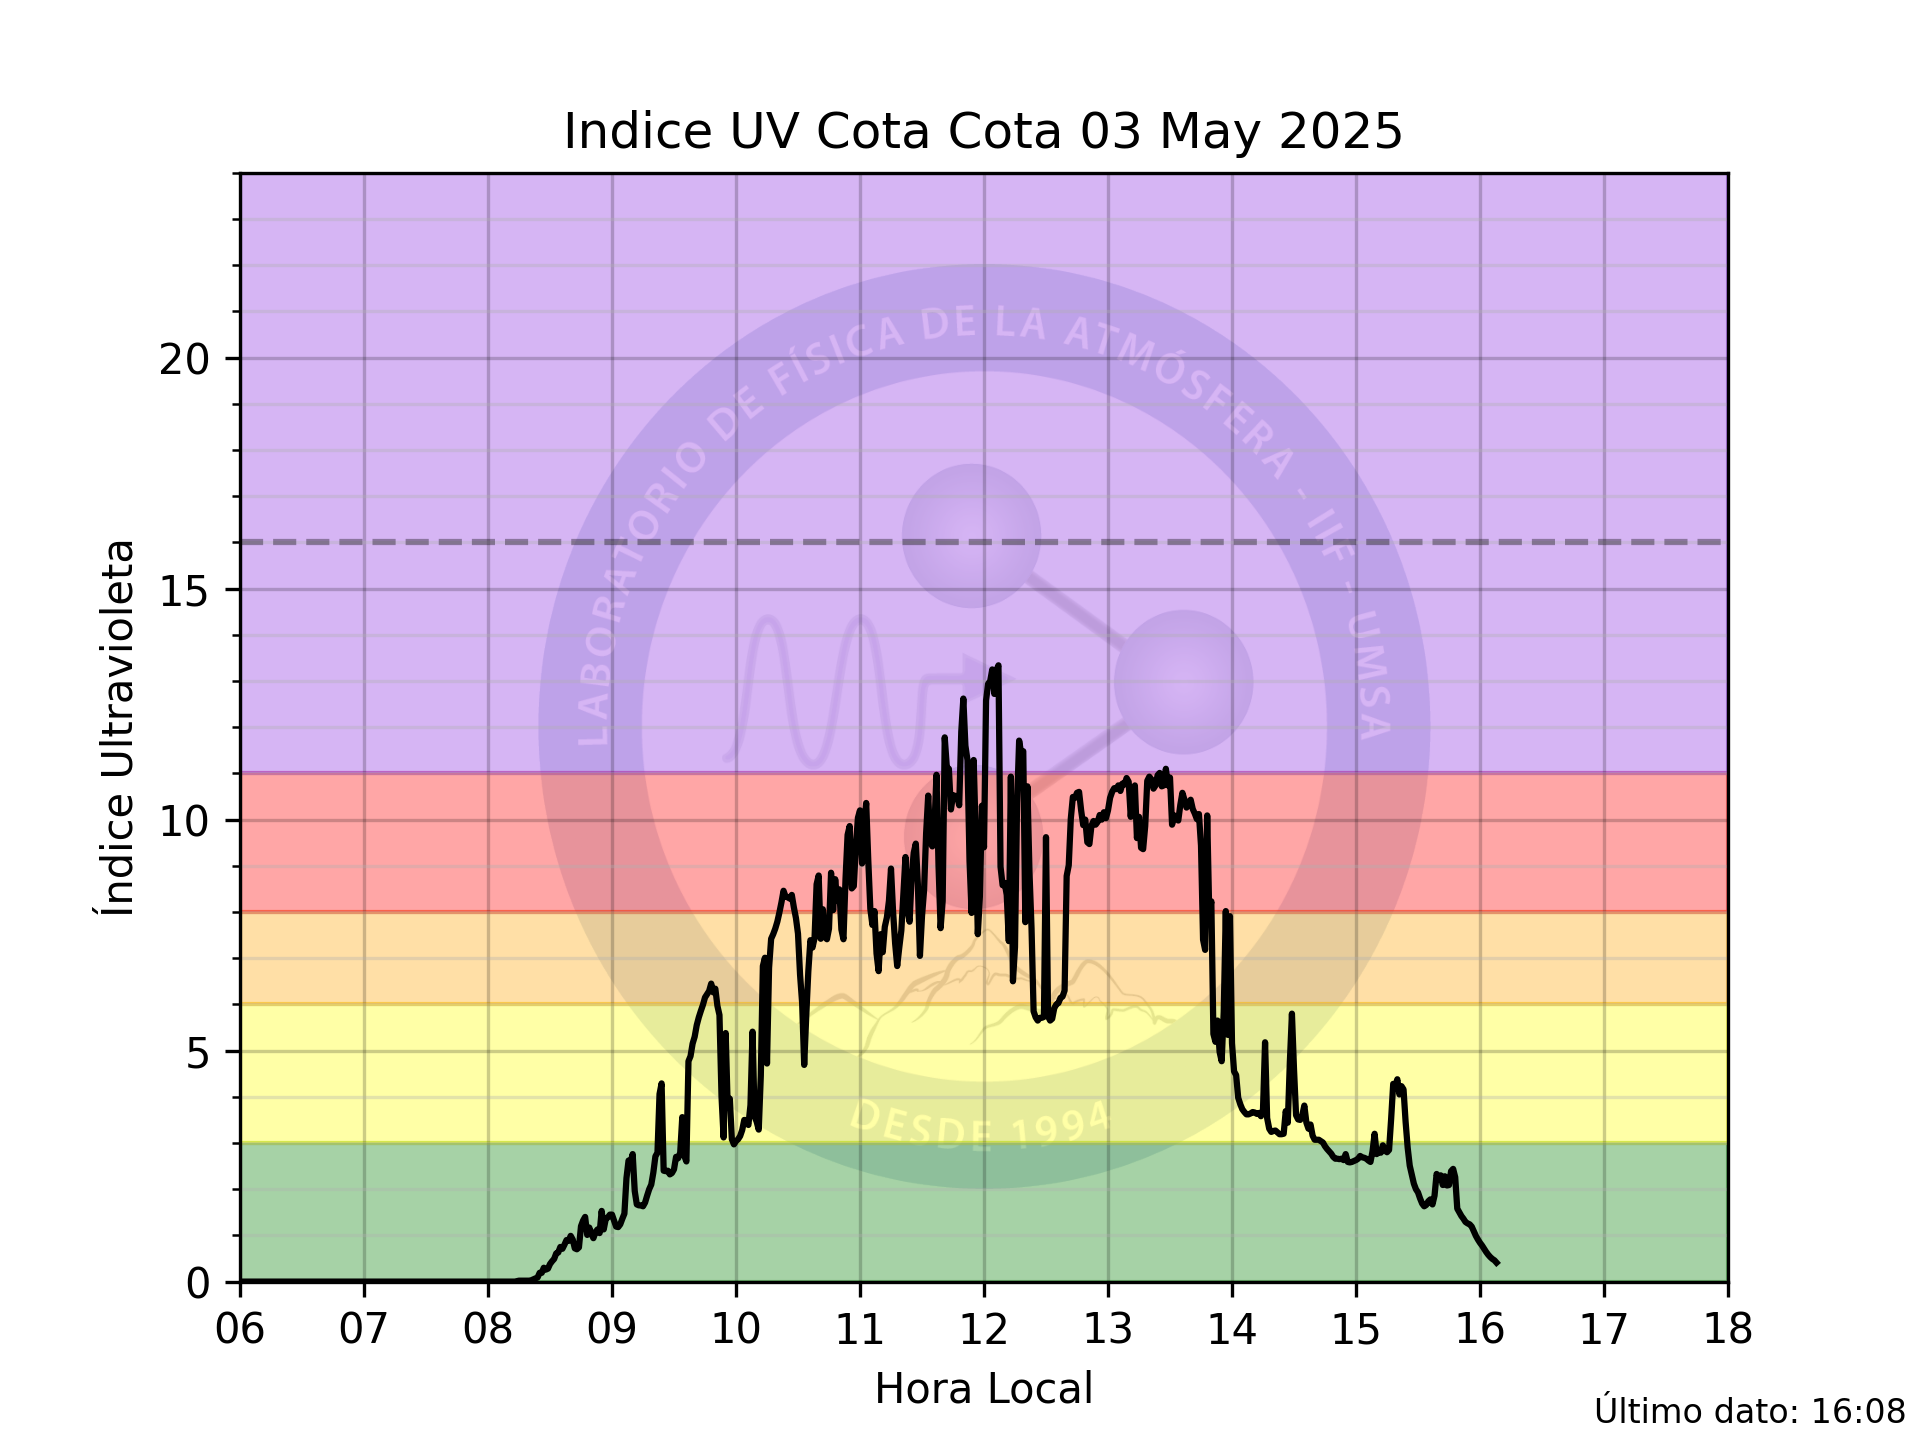 Indice UV Cota Cota 03 May 2025
LABORATORIO DE FÍSICA DE LA ATMÓSFERA - IIF - UMSA
20
15
10
5
0
Índice Ultravioleta
DESDE 1994
06 07 08 09 10 11 12 13 14 15 16 17 18
Hora Local
Último dato: 16:08